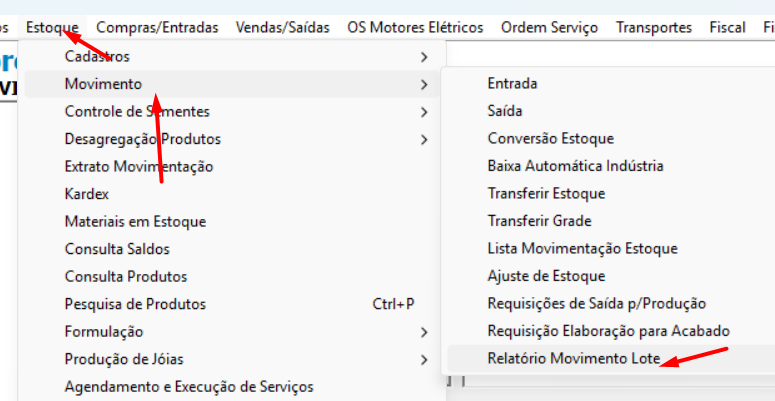 os Estoque Compras/Entradas Vendas/Saídas OS Motores Elétricos Ordem Serviço Transportes Fiscal Fi
Cadastros
Movimento
Controle de Sementes
Desagregação Produtos
Extrato Movimentação
Kardex
Materiais em Estoque
Consulta Saldos
Consulta Produtos
Pesquisa de Produtos Ctrl+P
Formulação
Produção de Jóias
Agendamento e Execução de Serviços
Entrada
Saída
Conversão Estoque
Baixa Automática Indústria
Transferir Estoque
Transferir Grade
Lista Movimentação Estoque
Ajuste de Estoque
Requisições de Saída p/Produção
Requisição Elaboração para Acabado
Relatório Movimento Lote